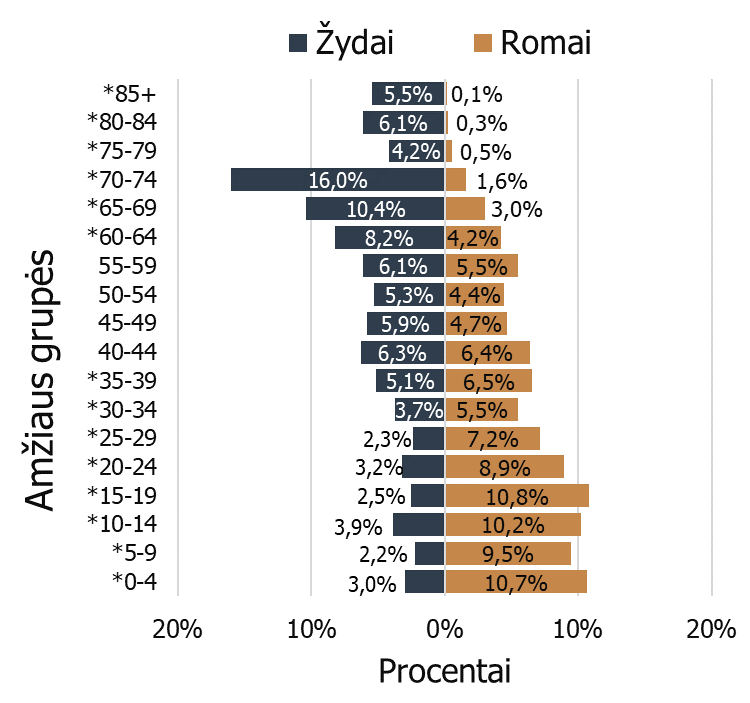 Žydai Romai
*85+ 5,5% 0,1%
*80-84 6,1% 0,3%
*75-79 4,2% 0,5%
*70-74 16,0% 1,6%
*65-69 10,4% 3,0%
*60-64 8,2% 4,2%
55-59 6,1% 5,5%
50-54 5,3% 4,4%
45-49 5,9% 4,7%
40-44 6,3% 6,4%
*35-39 5,1% 6,5%
*30-34 3,7% 5,5%
*25-29 2,3% 7,2%
*20-24 3,2% 8,9%
*15-19 2,5% 10,8%
*10-14 3,9% 10,2%
*5-9 2,2% 9,5%
*0-4 3,0% 10,7%
Amžiaus grupės
20% 10% 0% 10% 20%
Procentai